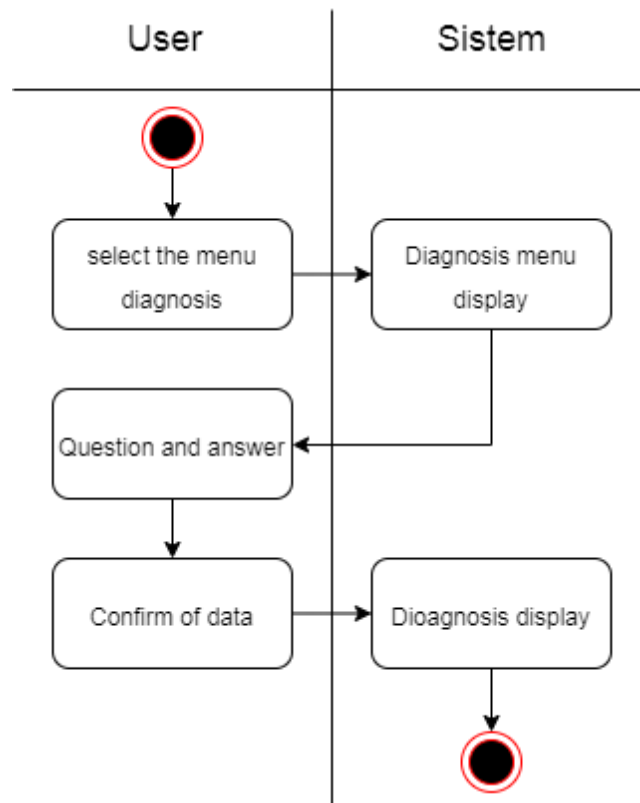 User
Sistem
select the menu
diagnosis
Diagnosis menu
display
Question and answer
Confirm of data
Dioagnosis display